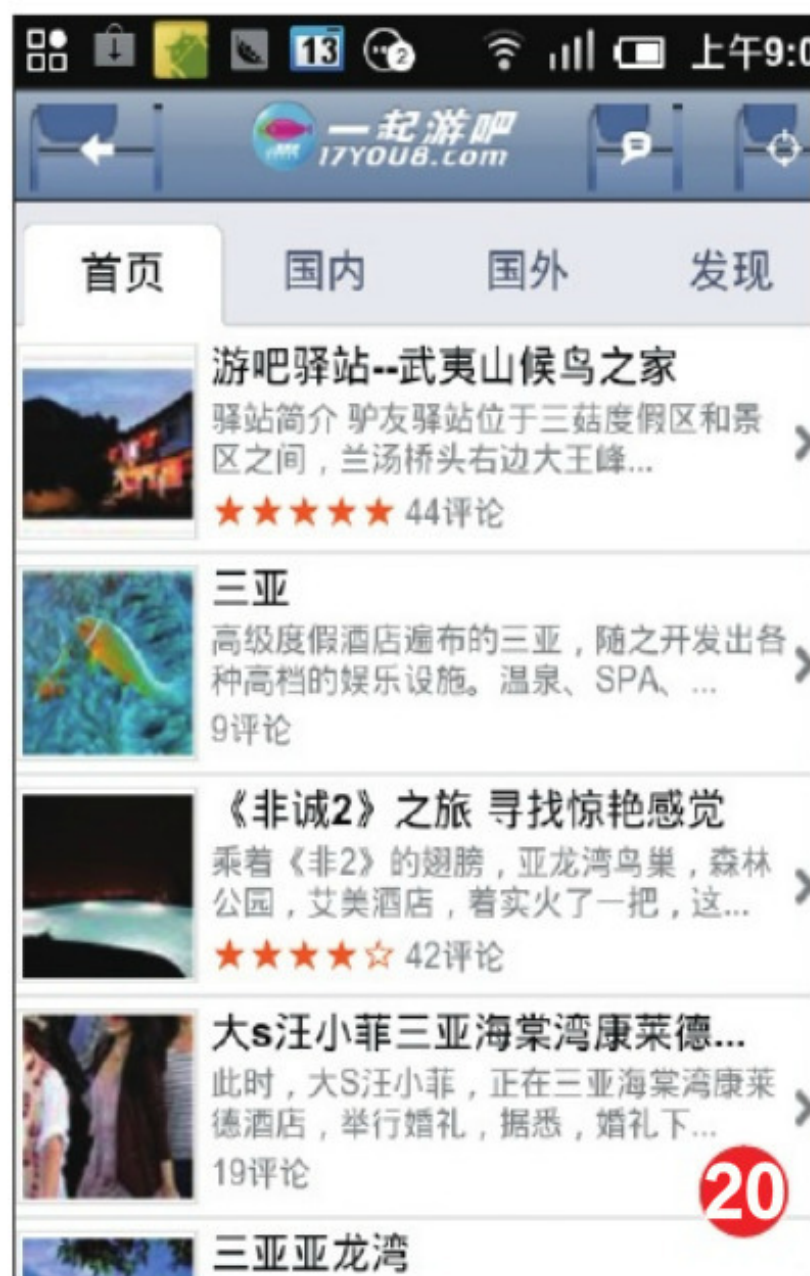 13
2
上午9:0
一起游吧
17YOU8.com
首页
国内
国外
发现
游吧驿站--武夷山候鸟之家
驿站简介 驴友驿站位于三菇度假区和景
区之间，兰汤桥头右边大王峰...
44评论
三亚
高级度假酒店遍布的三亚，随之开发出各
种高档的娱乐设施。温泉、SPA、...
9评论
《非诚2》之旅 寻找惊艳感觉
乘着《非2》的翅膀，亚龙湾鸟巢，森林
公园，艾美酒店，着实火了一把，这...
42评论
大s汪小菲三亚海棠湾康莱德...
此时，大S汪小菲，正在三亚海棠湾康莱
德酒店，举行婚礼，据悉，婚礼下...
19评论
20
三亚亚龙湾